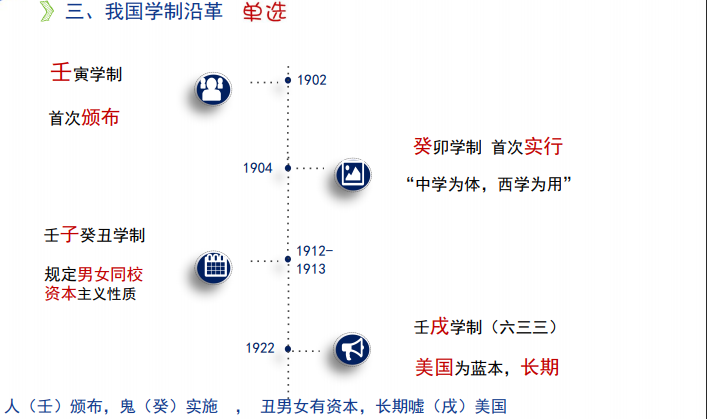 三、我国学制沿革 单选
壬寅学制
首次颁布
1902
1904
癸卯学制 首次实行
“中学为体，西学为用”
壬子癸丑学制
规定男女同校
资本主义性质
1912-
1913
1922
壬戌学制（六三三）
美国为蓝本，长期
人（壬）颁布，鬼（癸）实施 ， 丑男女有资本，长期嘘（戌）美国